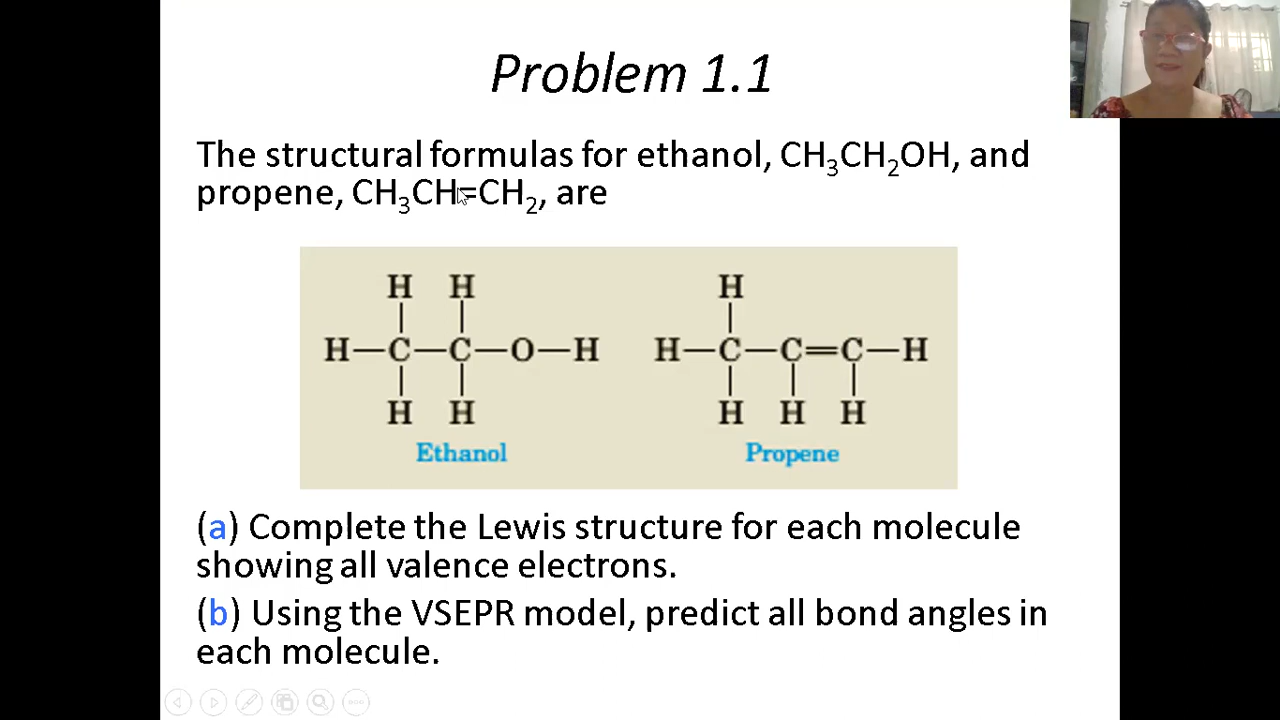 Problem 1.1
The structural formulas for ethanol, CH₃CH₂OH, and
propene, CH₃CH=CH₂, are
H H H
H—C—C—O—H H—C—C=C—H
H H H H H
Ethanol Propene
(a) Complete the Lewis structure for each molecule
showing all valence electrons.
(b) Using the VSEPR model, predict all bond angles in
each molecule.